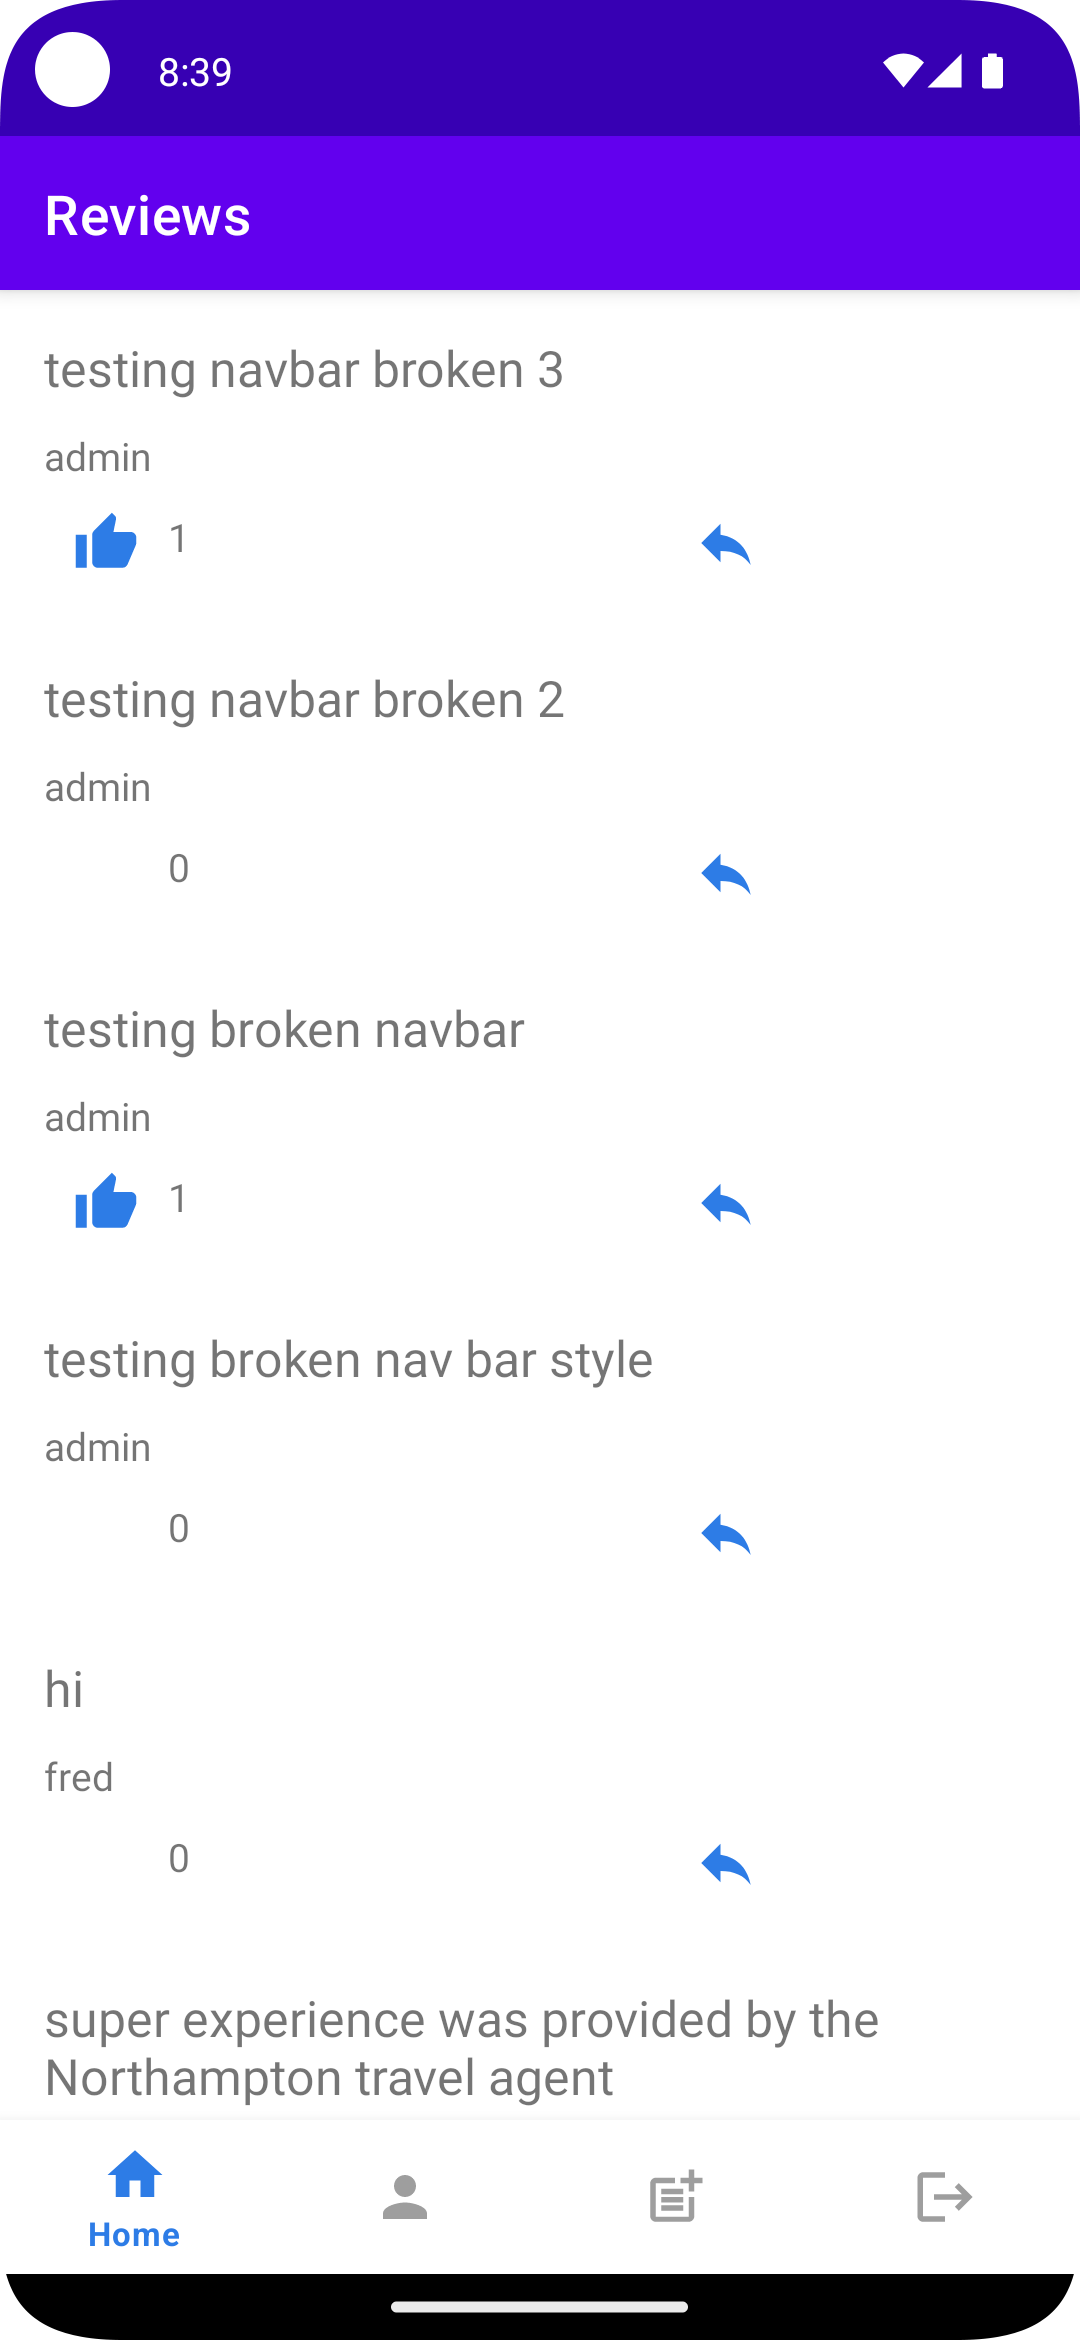 8:39
Reviews
testing navbar broken 3
admin
1
testing navbar broken 2
admin
0
testing broken navbar
admin
1
testing broken nav bar style
admin
0
hi
fred
0
super experience was provided by the
Northampton travel agent
Home